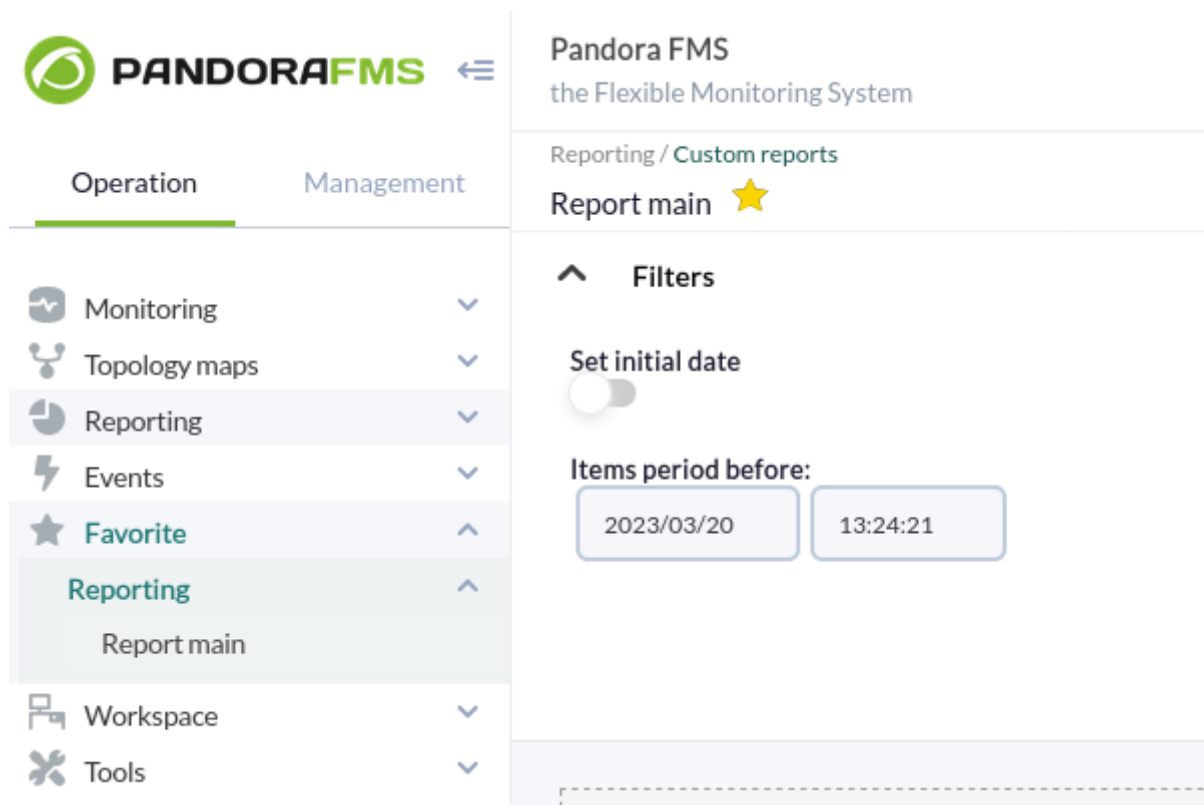 PANDORAFMS
Operation
Management
Monitoring
Topology maps
Reporting
Events
Favorite
Reporting
Report main
Workspace
Tools
Pandora FMS
the Flexible Monitoring System
Reporting / Custom reports
Report main
Filters
Set initial date
Items period before:
2023/03/20
13:24:21